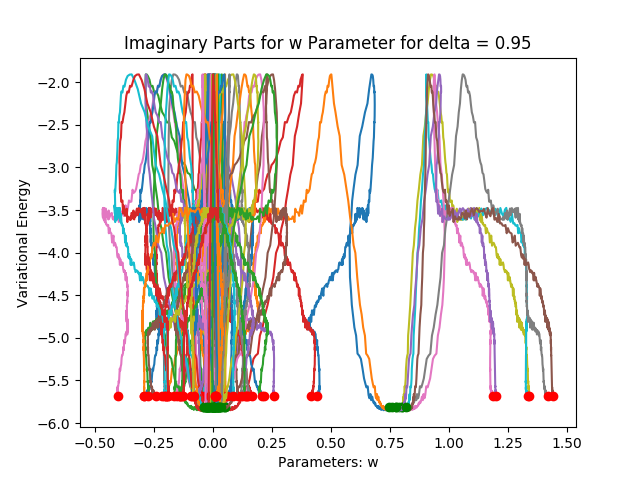 Imaginary Parts for w Parameter for delta = 0.95
Variational Energy
−2.0
−2.5
−3.0
−3.5
−4.0
−4.5
−5.0
−5.5
−6.0
−0.50 −0.25 0.00 0.25 0.50 0.75 1.00 1.25 1.50
Parameters: w